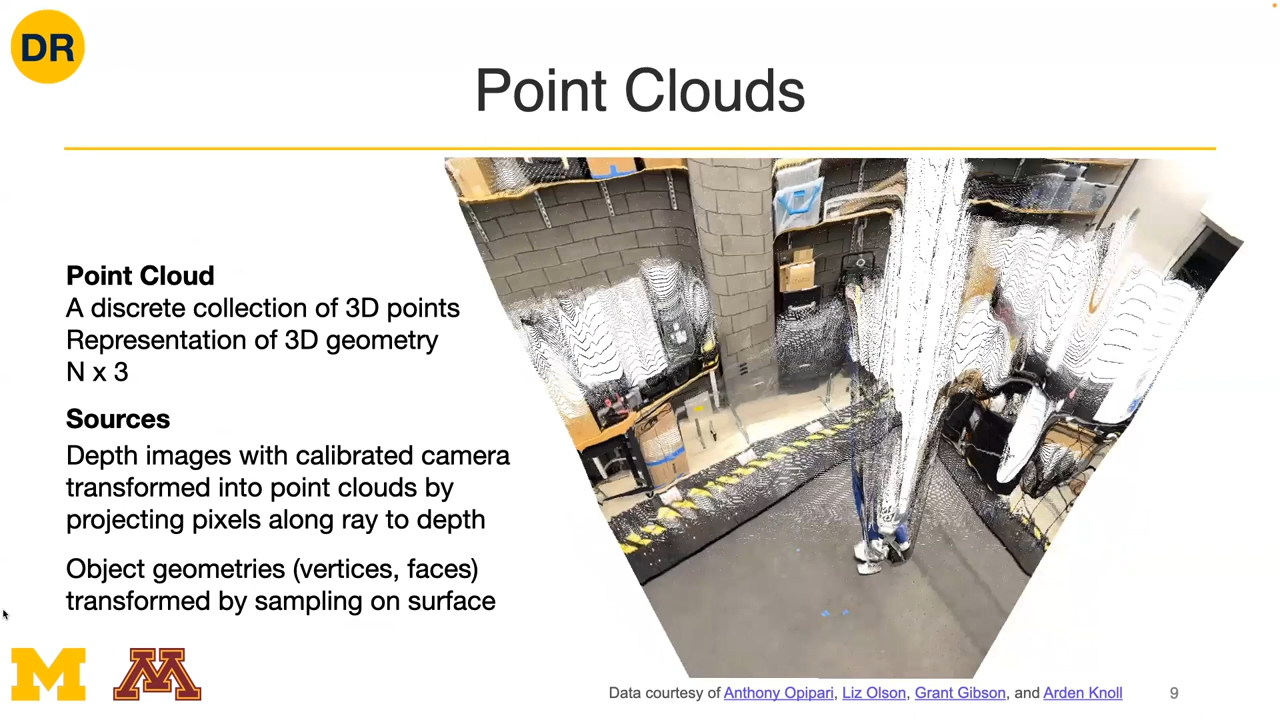 DR
Point Clouds
Point Cloud
A discrete collection of 3D points
Representation of 3D geometry
N x 3
Sources
Depth images with calibrated camera
transformed into point clouds by
projecting pixels along ray to depth
Object geometries (vertices, faces)
transformed by sampling on surface
M M
Data courtesy of Anthony Opipari, Liz Olson, Grant Gibson, and Arden Knoll
9